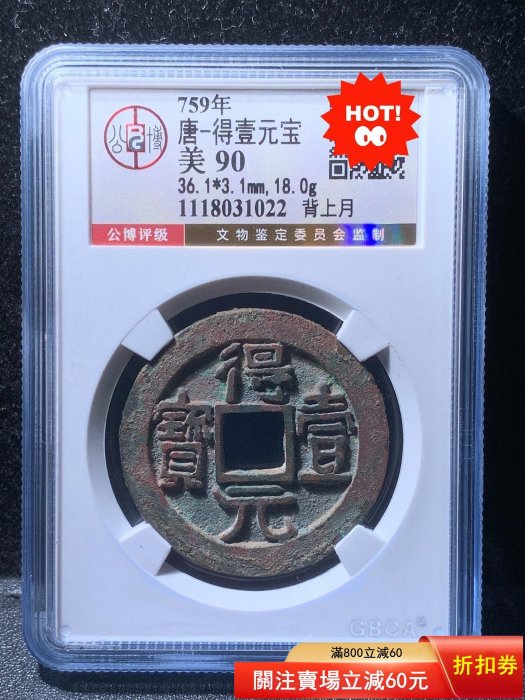 759年
唐-得壹元宝
美 90
36.1*3.1mm, 18.0g
1118031022 背上月
公 博
公博评级 文物鉴定委员会监制
HOT!
得
寶 壹
元
GBCA
滿800立減60
關注賣場立減60元
折扣券